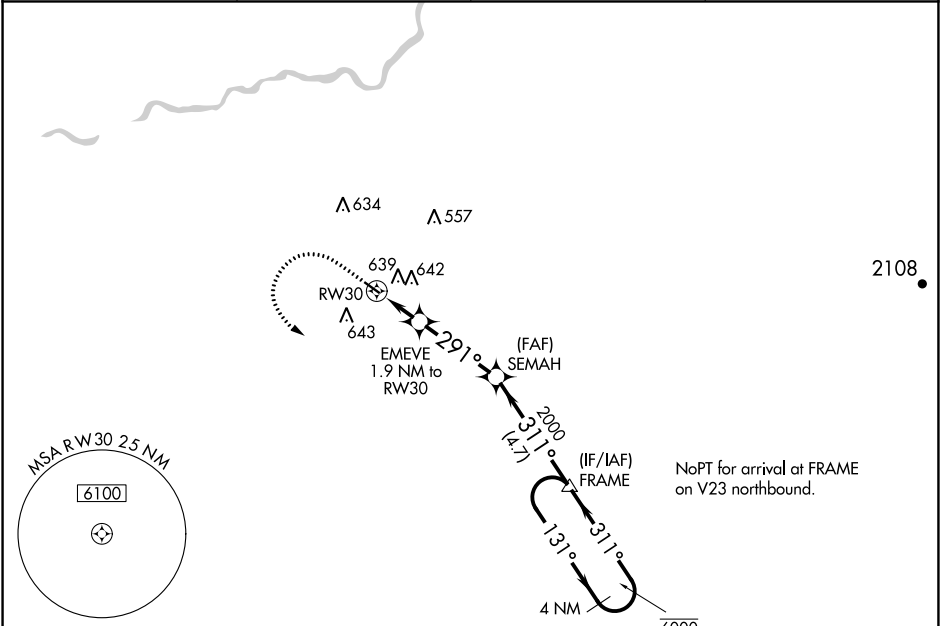 634
557
2108
639
642
RW30
643
EMEVE
1.9 NM to
RW30
291°
(FAF)
SEMAH
2000
311°
(4.7)
(IF/IAF)
FRAME
NoPT for arrival at FRAME
on V23 northbound.
MSA RW30 25 NM
6100
131°
311°
4 NM